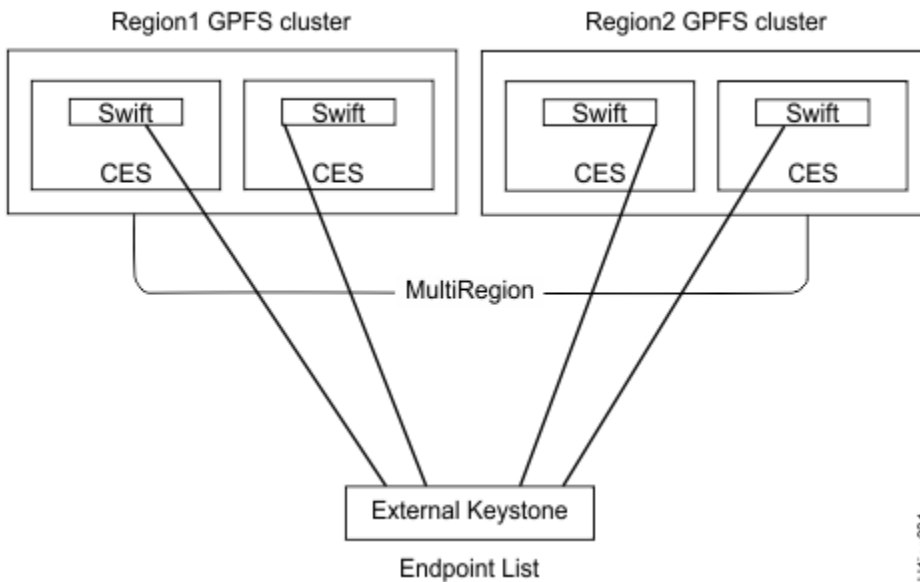 Region1 GPFS cluster
Region2 GPFS cluster
Swift
Swift
Swift
Swift
CES
CES
CES
CES
MultiRegion
External Keystone
Endpoint List